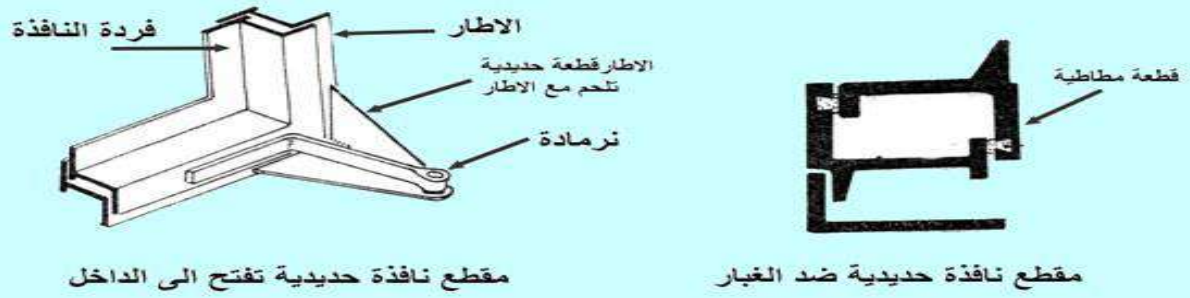 فردة النافذة
الاطار
الاطارقطعة حديدية
تلحم مع الاطار
نرمادة
قطعة مطاطية
مقطع نافذة حديدية تفتح الى الداخل
مقطع نافذة حديدية ضد الغبار